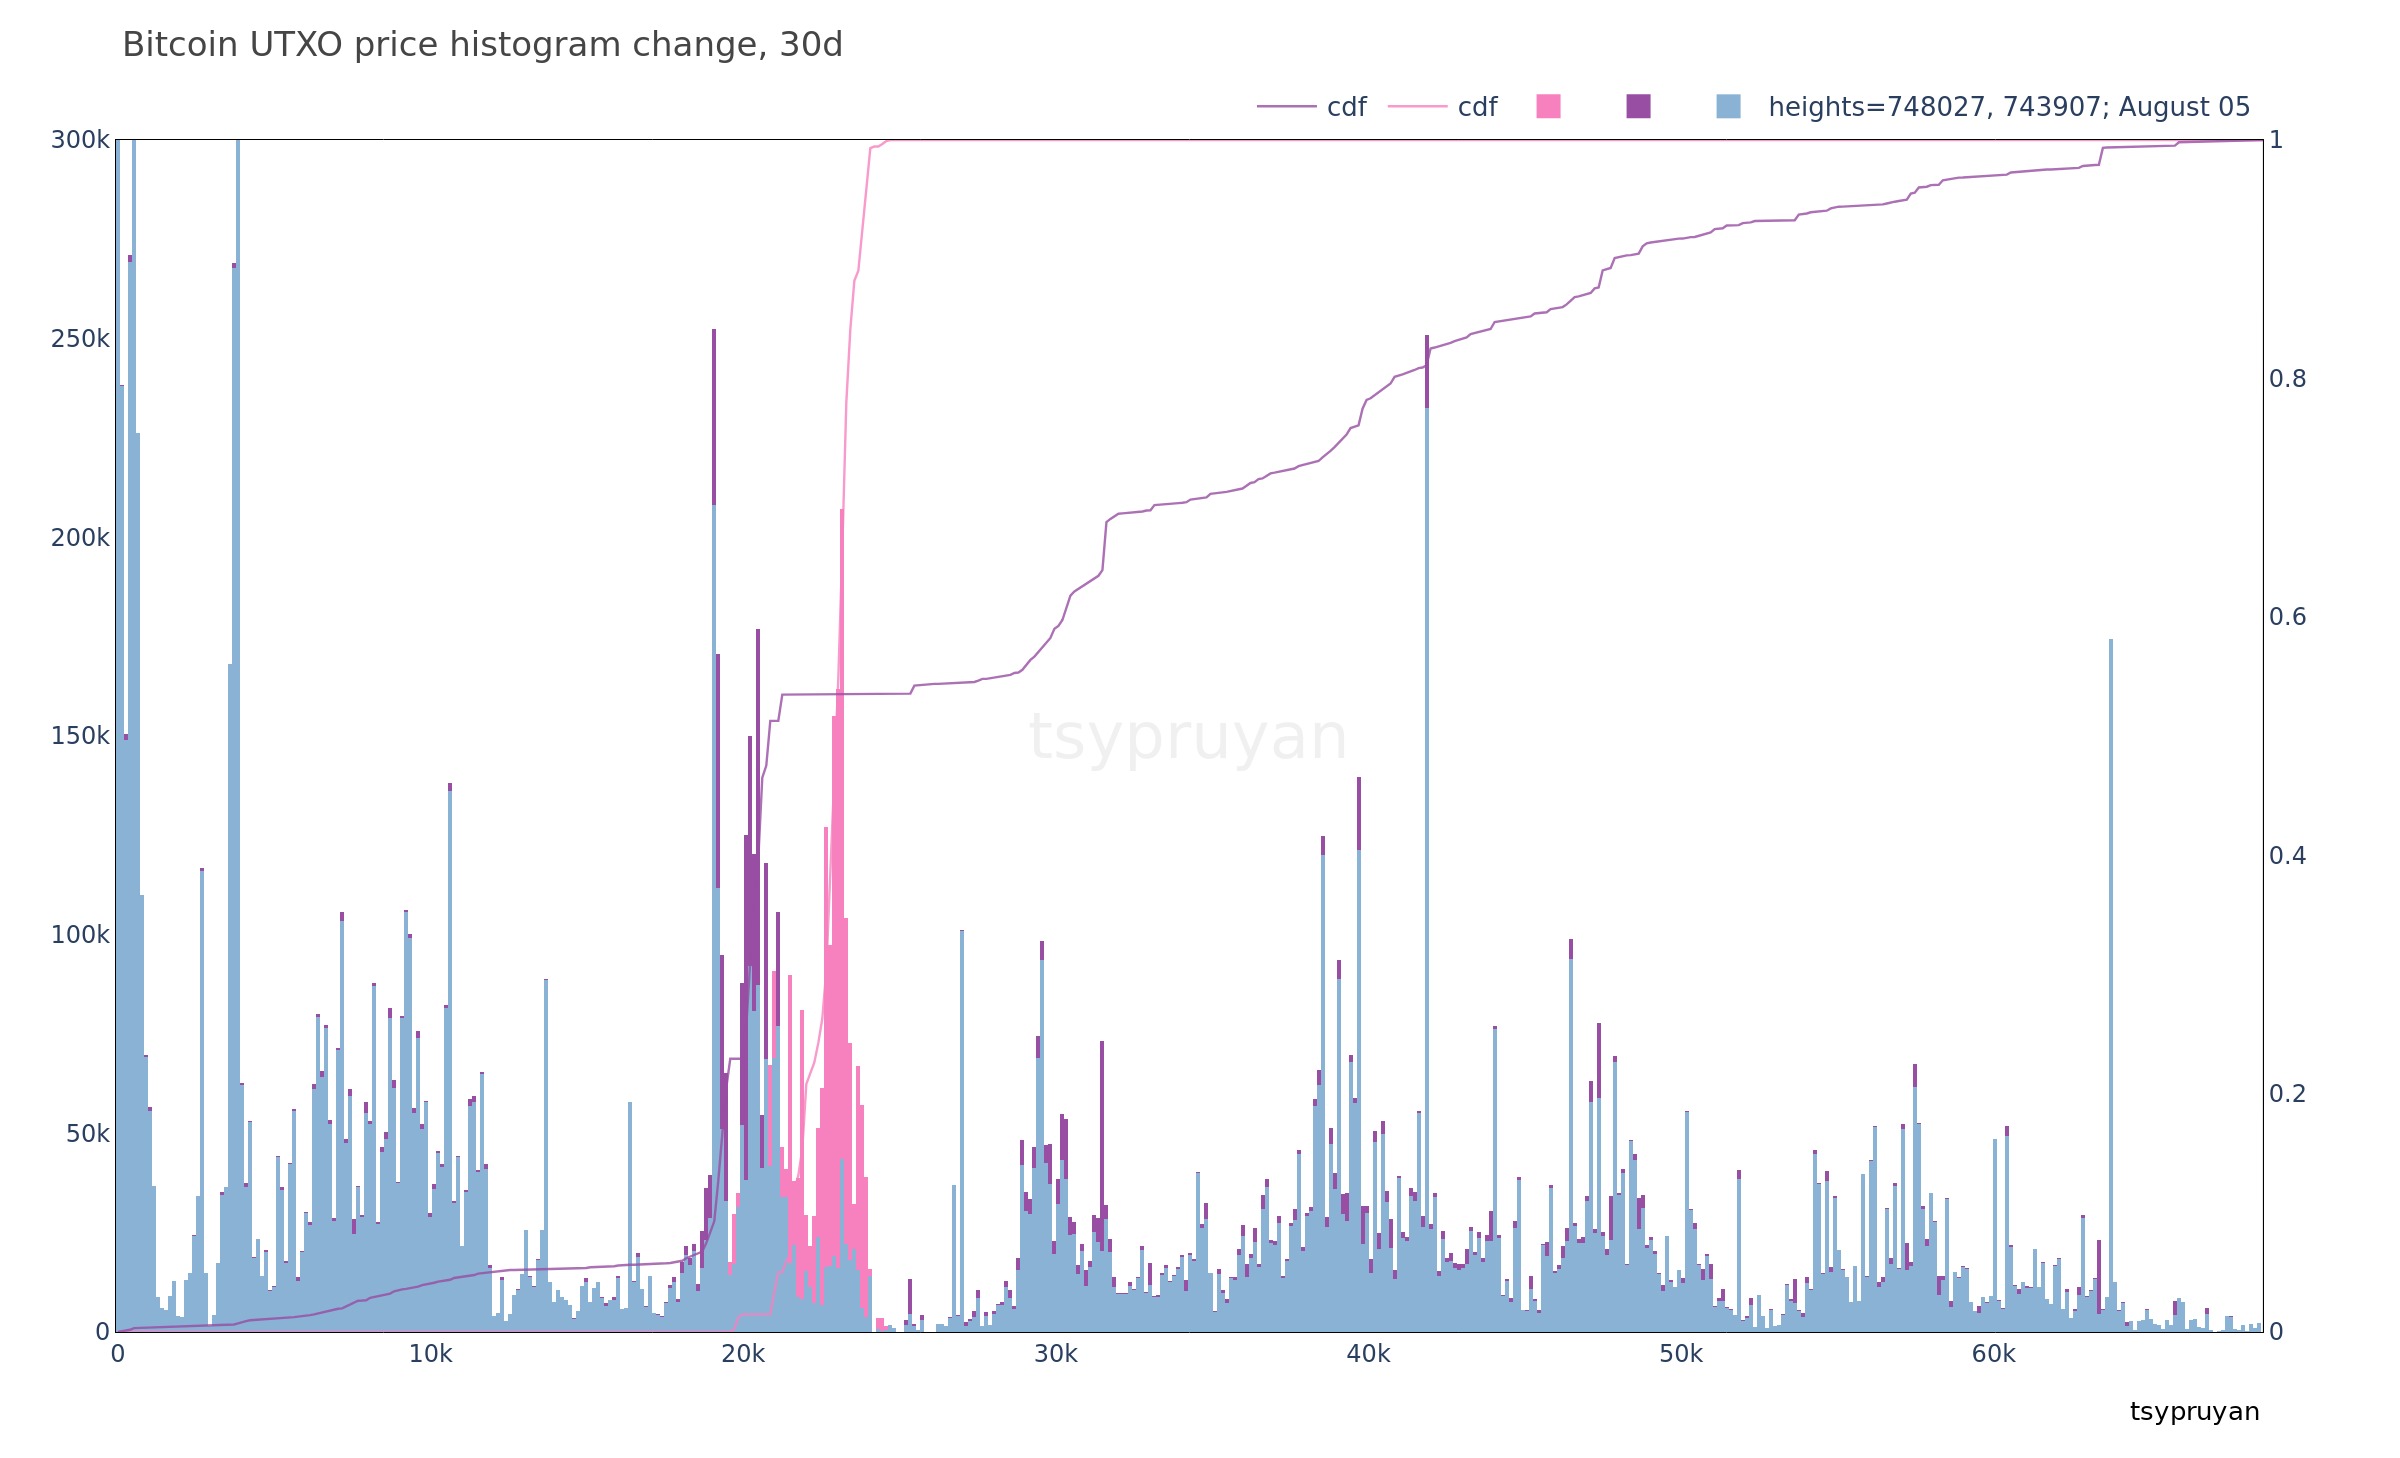 Bitcoin UTXO price histogram change, 30d
cdf cdf heights=748027, 743907; August 05
300k 1
250k
0.8
200k
0.6
tsypruyan
150k
0.4
100k
0.2
50k
0 0
0 10k 20k 30k 40k 50k 60k
tsypruyan